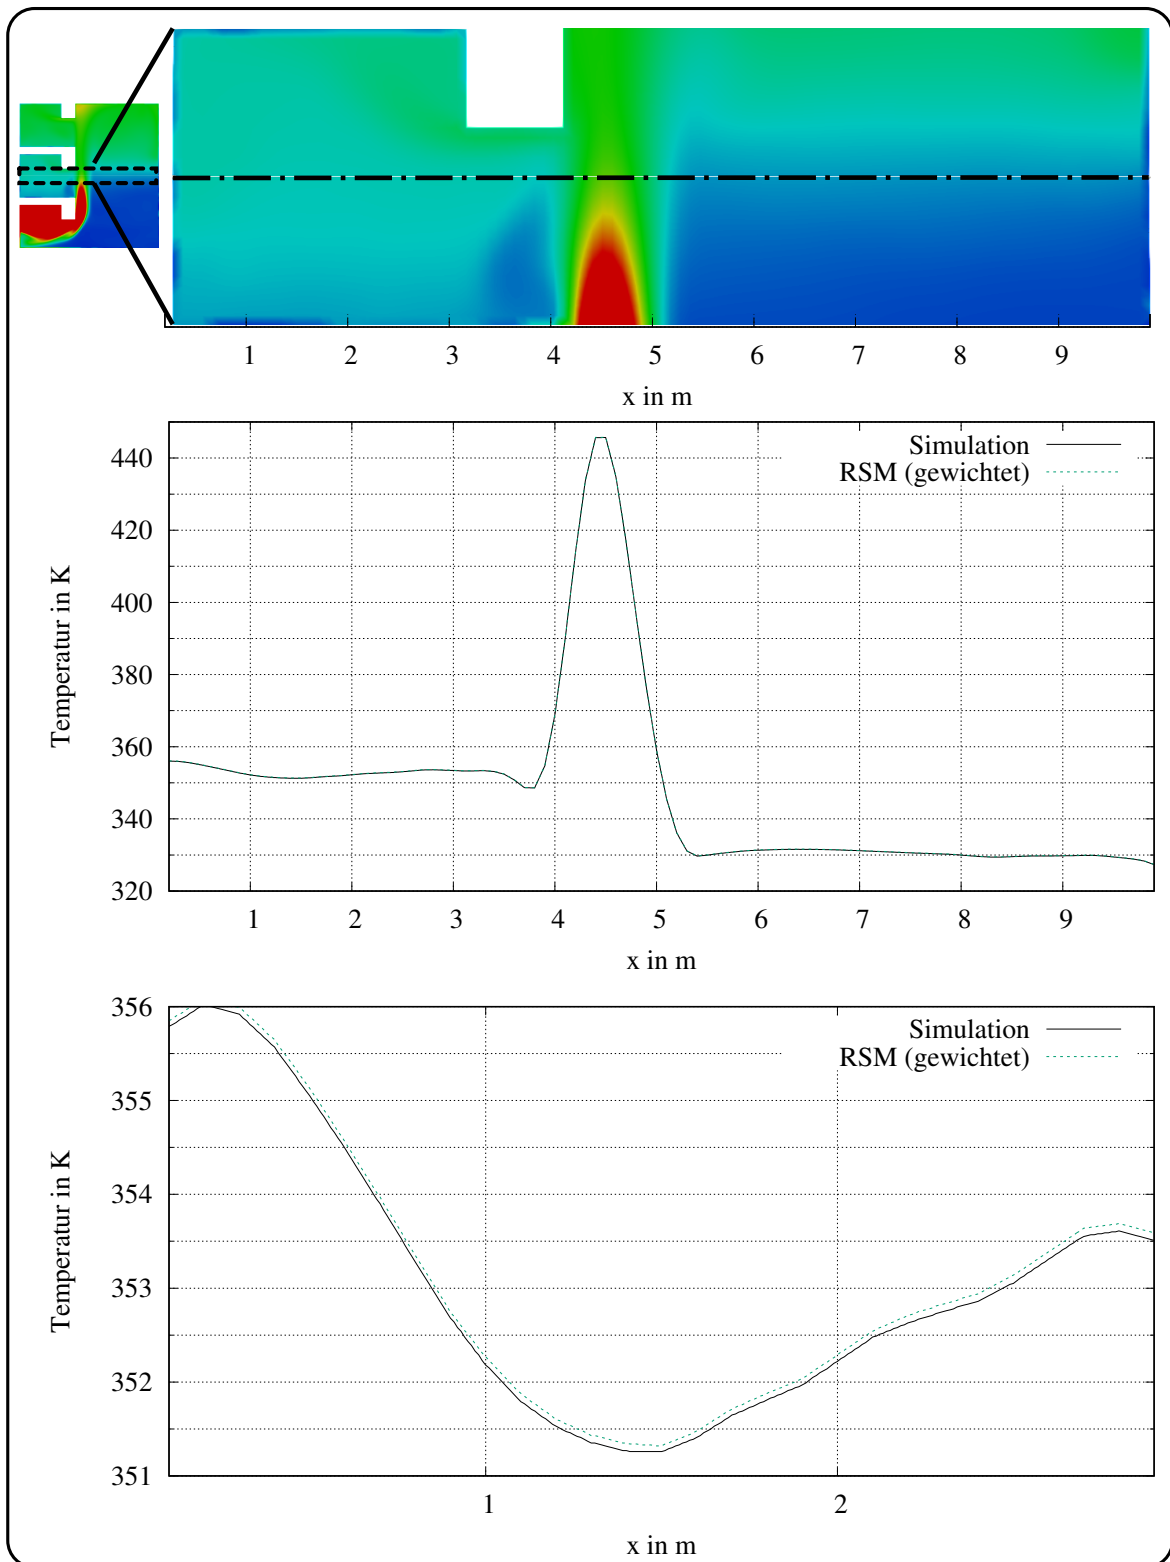 1 2 3 4 5 6 7 8 9
x in m
Simulation
RSM (gewichtet)
440
420
400
380
360
340
320
Temperatur in K
1 2 3 4 5 6 7 8 9
x in m
Simulation
RSM (gewichtet)
356
355
354
353
352
351
Temperatur in K
1 2
x in m